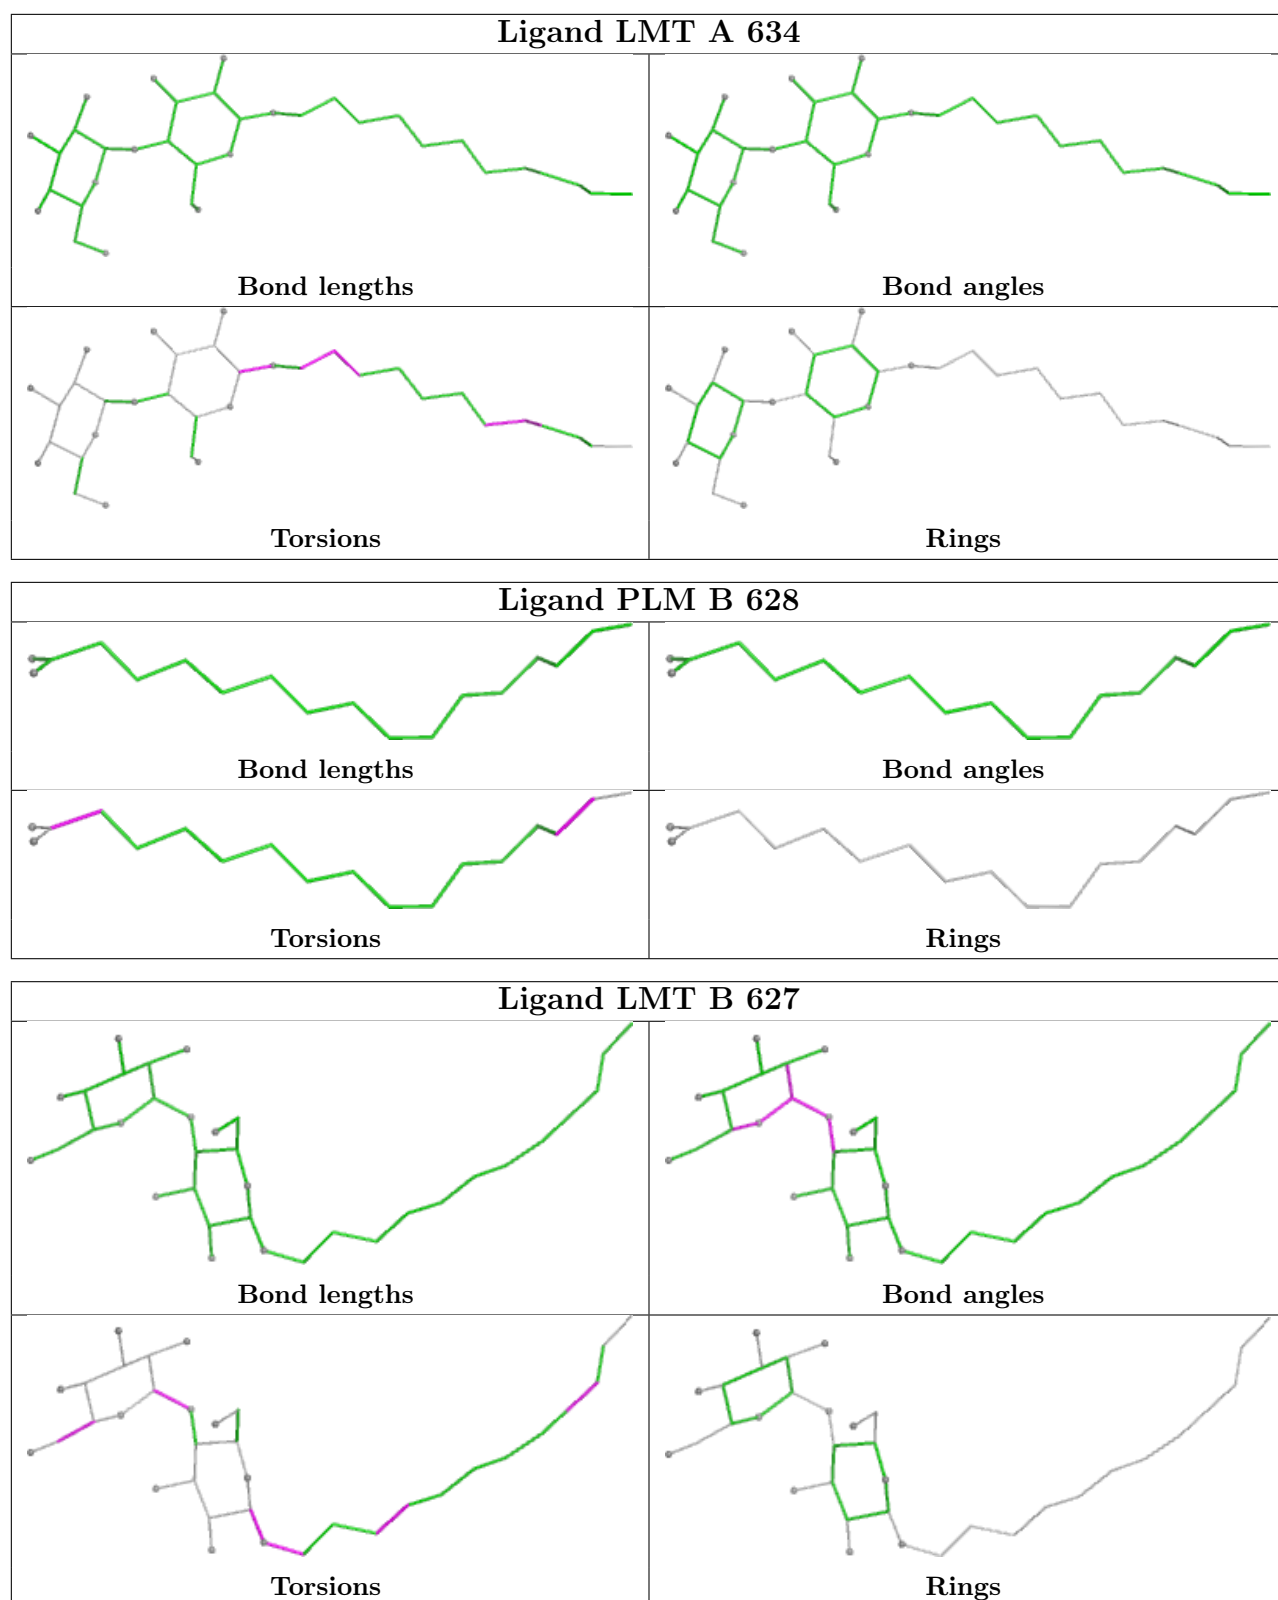 Ligand LMT A 634
Bond lengths
Bond angles
Torsions
Rings
Ligand PLM B 628
Bond lengths
Bond angles
Torsions
Rings
Ligand LMT B 627
Bond lengths
Bond angles
Torsions
Rings